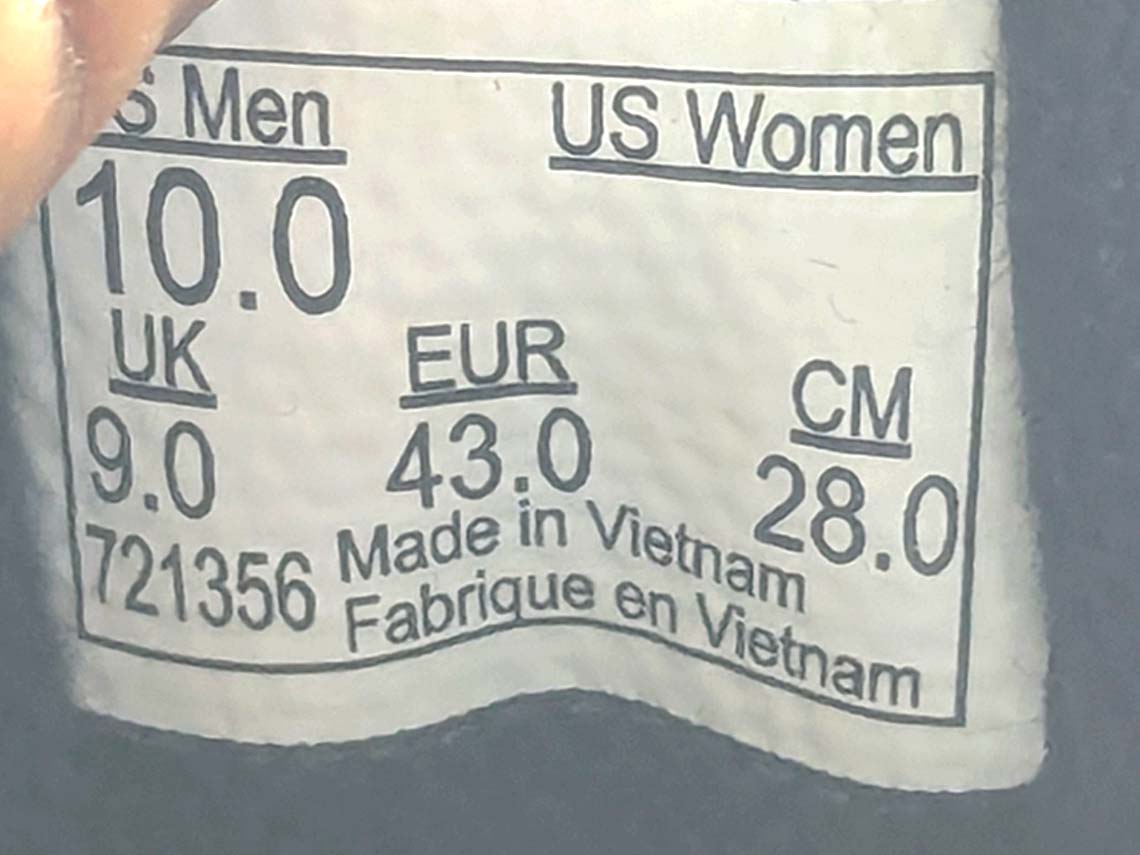 S Men US Women
10.0
UK EUR CM
9.0 43.0 28.0
721356 Made in Vietnam
Fabrique en Vietnam